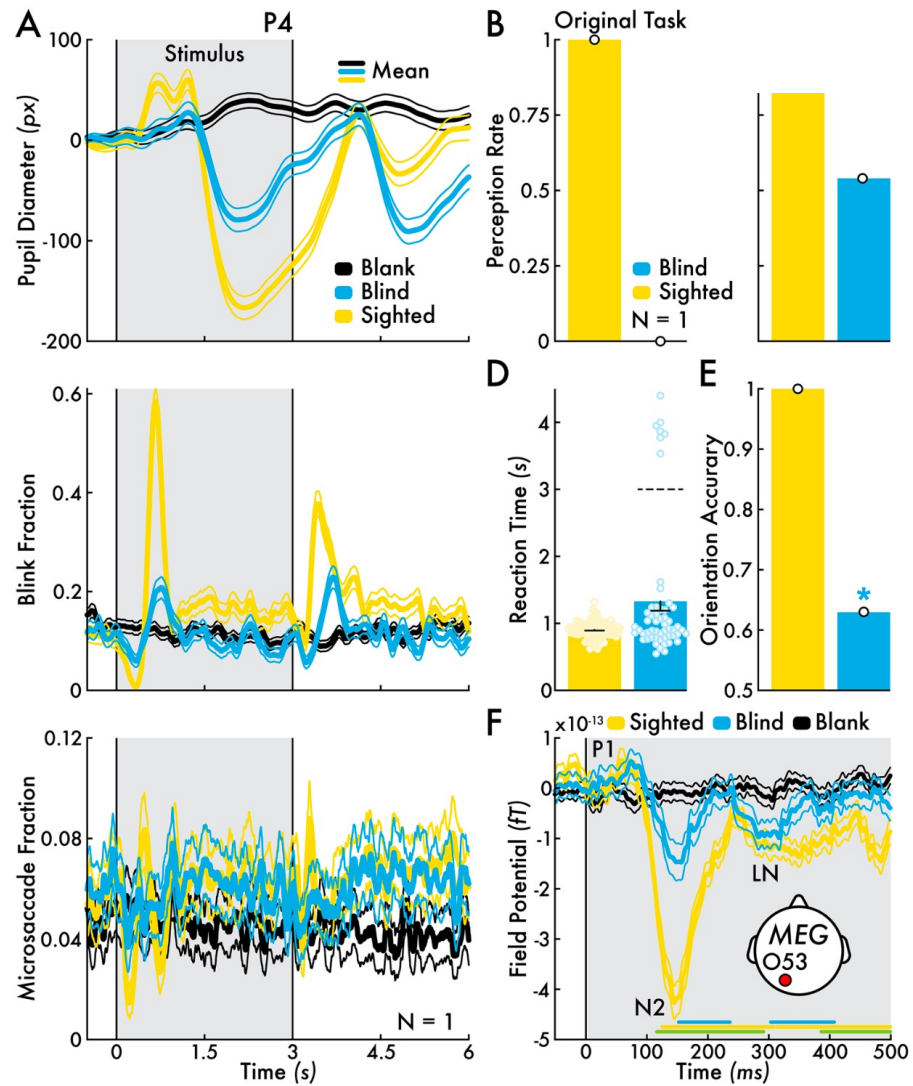 A
P4
100
0
-100
-200
Pupil Diameter (px)
Stimulus
Mean
Blank
Blind
Sighted
0.6
0.4
0.2
0
Blink Fraction
0.12
0.08
0.04
0
Microsaccade Fraction
N = 1
0
1.5
3
4.5
6
Time (s)
B
Original Task
1
0.75
0.5
0.25
0
Perception Rate
Blind
Sighted
N = 1
D
4
3
2
1
0
Reaction Time (s)
E
1
0.9
0.8
0.7
0.6
0.5
Orientation Accurary
*
F
×10-13
Sighted
Blind
Blank
1
0
-1
-2
-3
-4
-5
Field Potential (fT)
P1
N2
LN
MEG
O53
0
100
200
300
400
500
Time (ms)